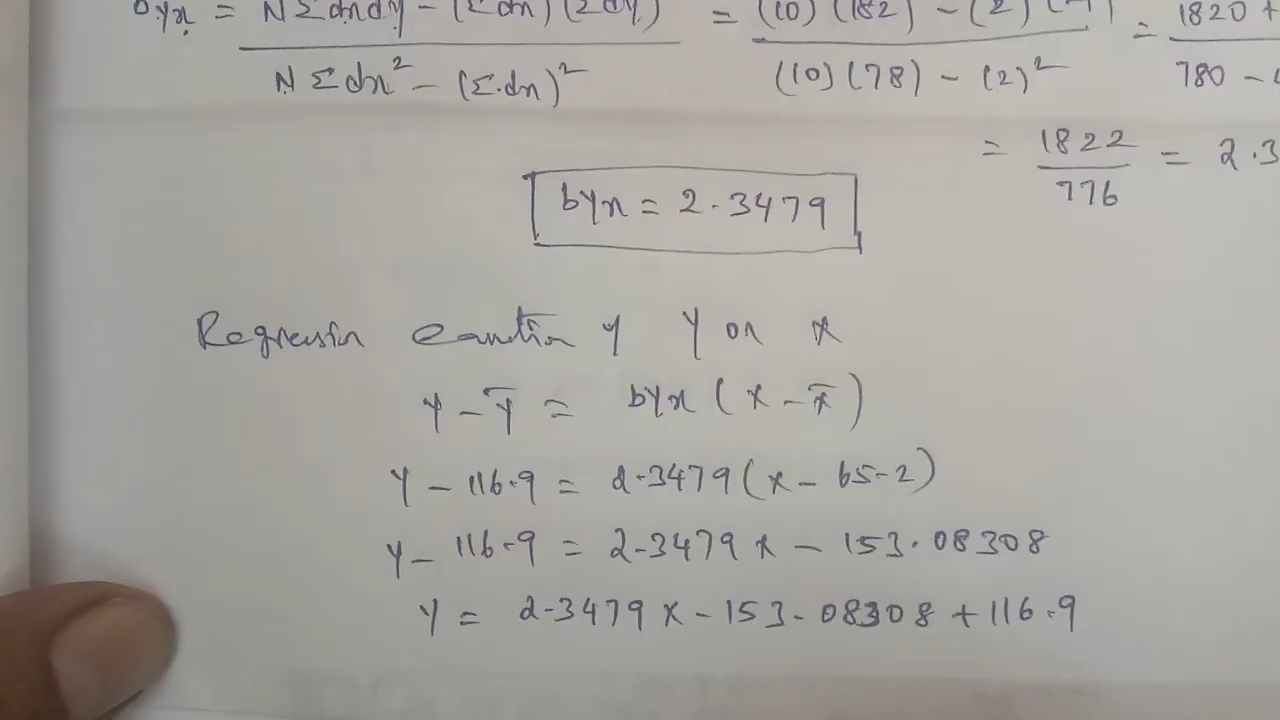 byx = NΣdxdy - (Σdx)(Σdy) / NΣdx² - (Σdx)² = (10)(182) - (2)(-1) / (10)(78) - (2)² = 1820 + / 780 -
= 1822 / 776 = 2.3
byx = 2.3479
Regression equation of Y on X
Y - Y̅ = byx (X - X̅)
Y - 116.9 = 2.3479 (X - 65.2)
Y - 116.9 = 2.3479 X - 153.08308
Y = 2.3479 X - 153.08308 + 116.9